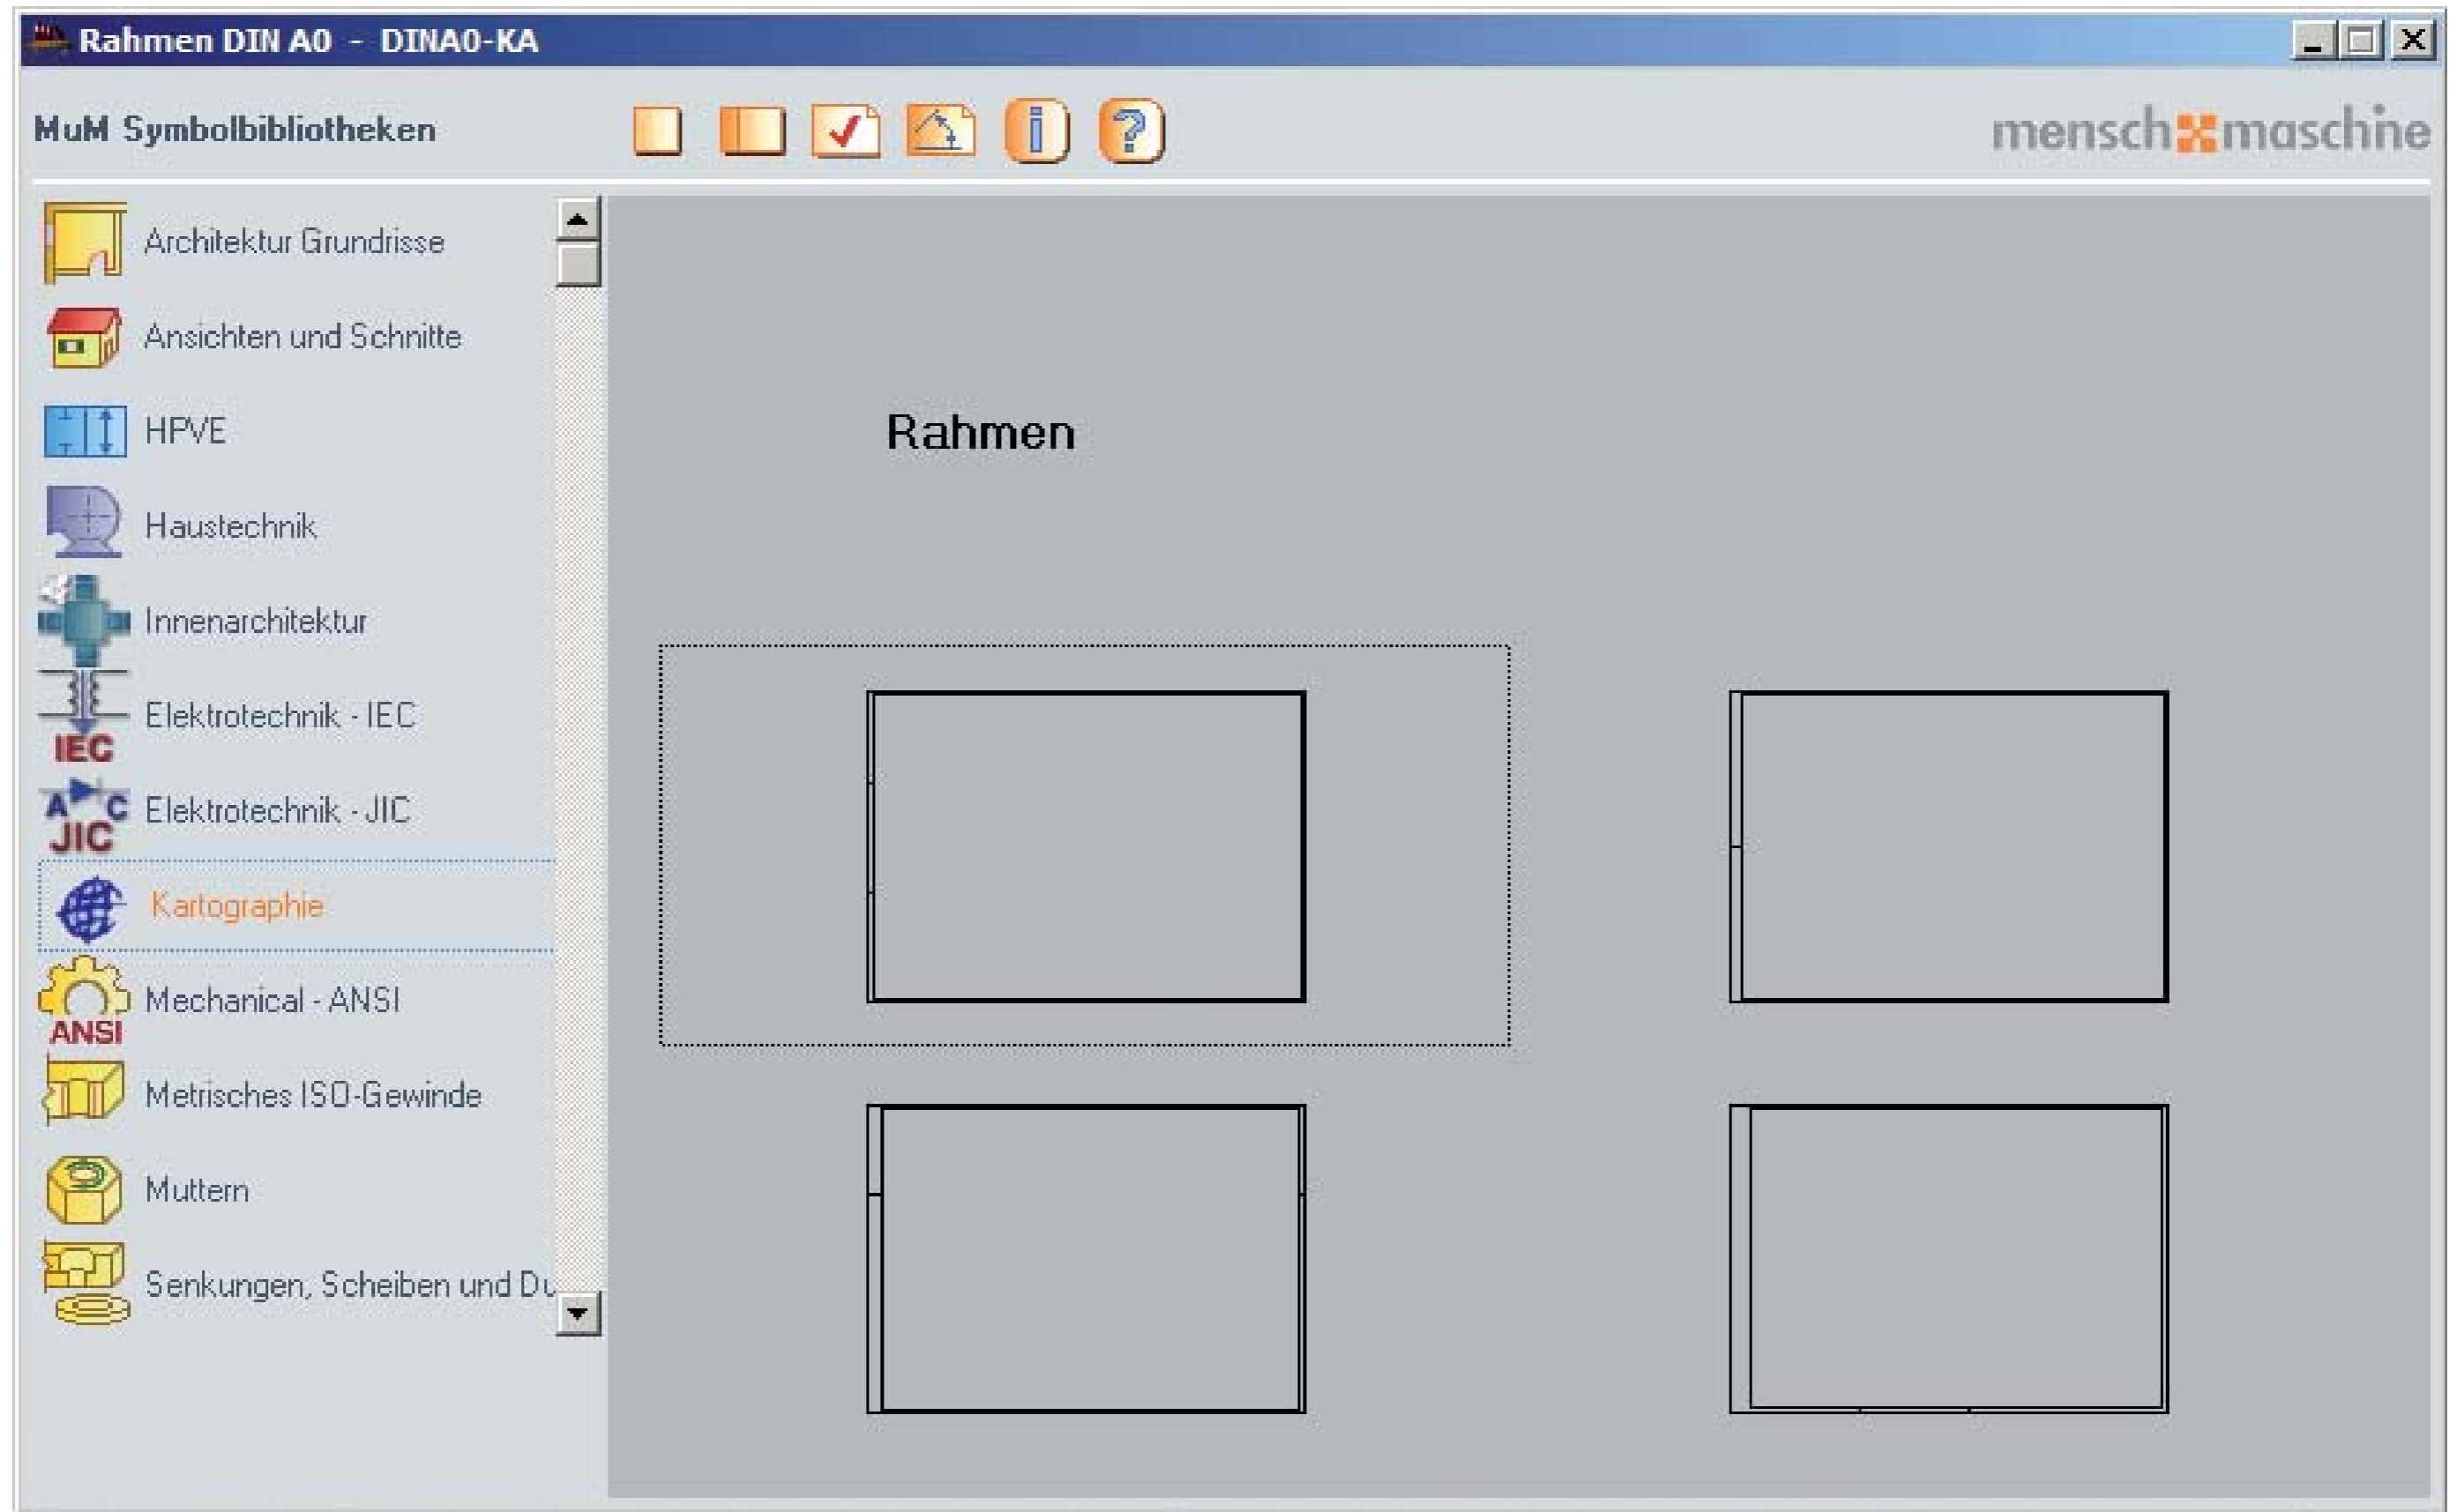 Rahmen DIN A0 - DINA0-KA
MuM Symbolbibliotheken
mensch maschine
Architektur Grundrisse
Ansichten und Schnitte
HPVE
Haustechnik
Innenarchitektur
Elektrotechnik - IEC
IEC
Elektrotechnik - JIC
A C
JIC
Kartographie
Mechanical - ANSI
ANSI
Metrisches ISO-Gewinde
Muttern
Senkungen, Scheiben und Du
Rahmen